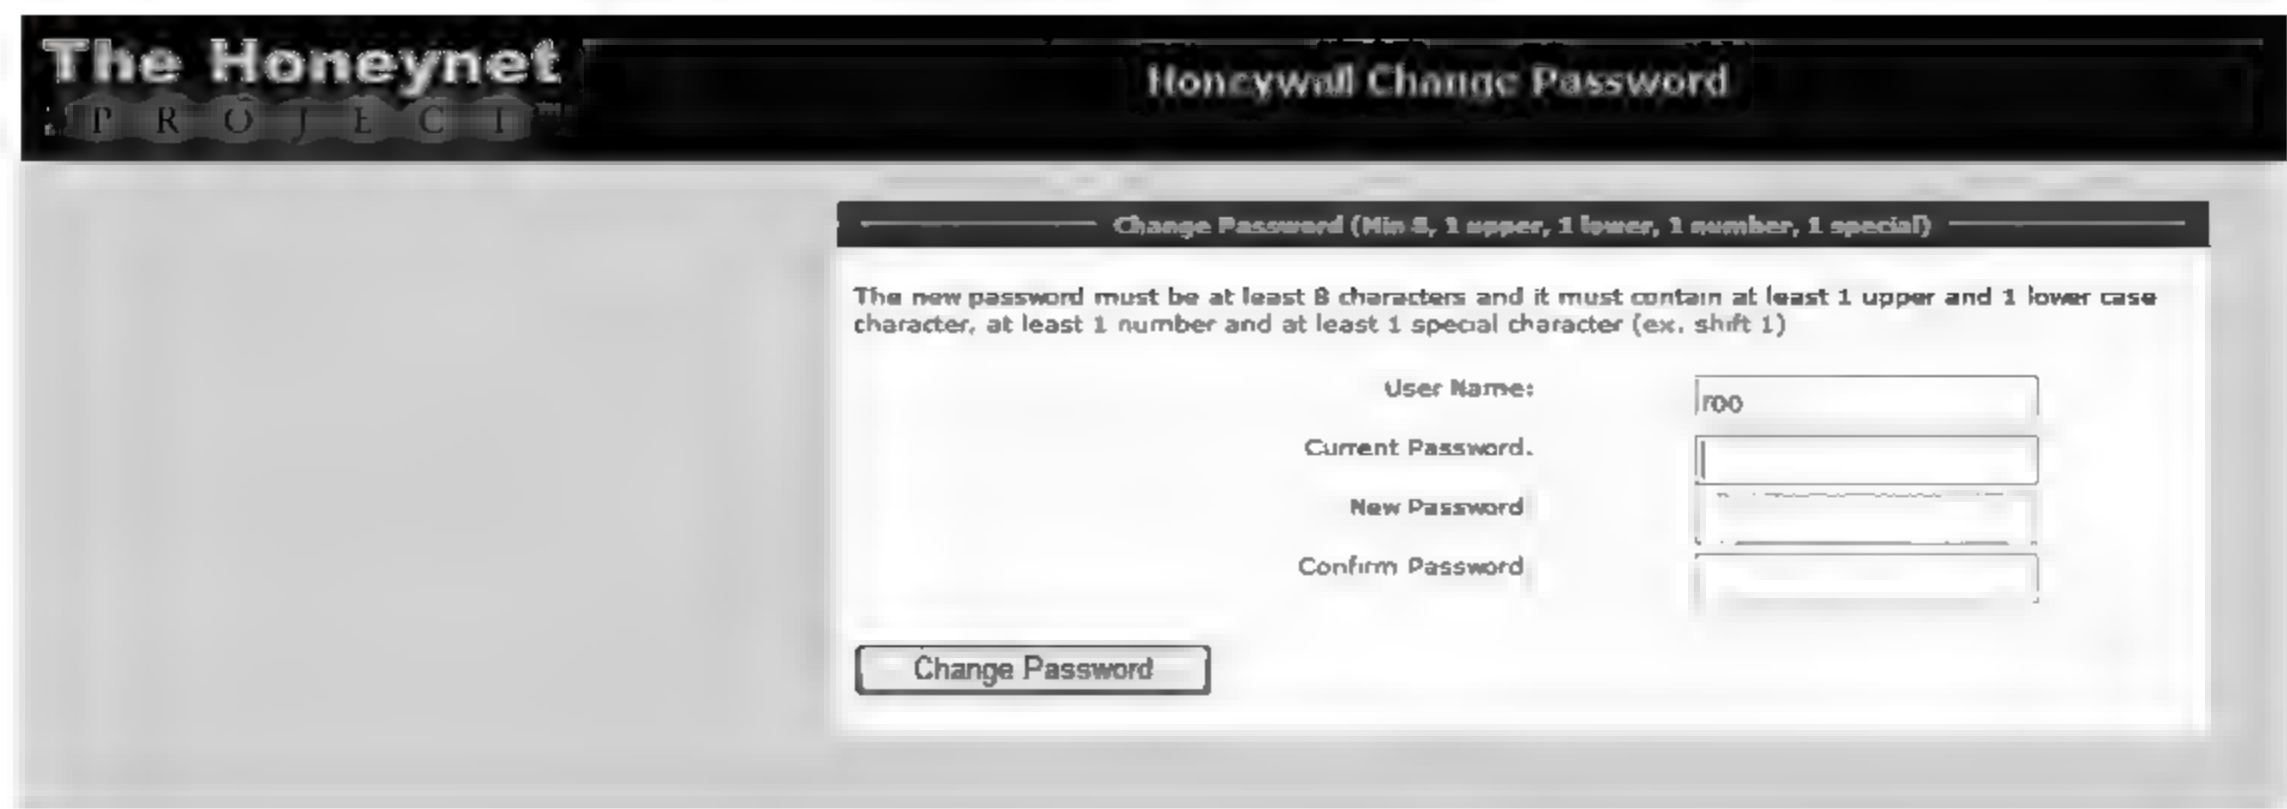 The Honeynet
PROJECT
Honeywall Change Password
Change Password (Min 8, 1 upper, 1 lower, 1 number, 1 special)
The new password must be at least 8 characters and it must contain at least 1 upper and 1 lower case
character, at least 1 number and at least 1 special character (ex. shift 1)
User Name:
roo
Current Password:
New Password
Confirm Password
Change Password